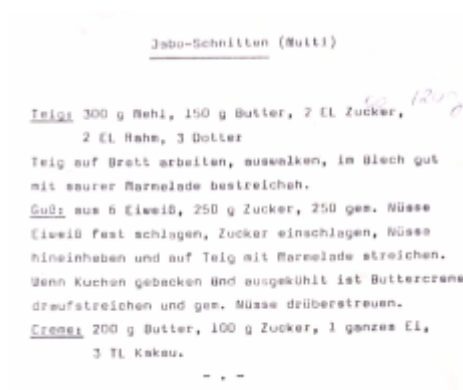 Jabo-Schnitten (Mutti)
Teig: 300 g Mehl, 150 g Butter, 2 EL Zucker,
2 EL Rahm, 3 Dotter
Teig auf Brett arbeiten, auswalken, im Blech gut
mit saurer Marmelade bestreichen.
Guß: aus 6 Eiweiß, 250 g Zucker, 250 gem. Nüsse
Eiweiß fest schlagen, Zucker einschlagen, Nüsse
hineinheben und auf Teig mit Marmelade streichen.
Wenn Kuchen gebacken und ausgekühlt ist Buttercreme
draufstreichen und gem. Nüsse drüberstreuen.
Creme: 200 g Butter, 100 g Zucker, 1 ganzes Ei,
3 TL Kakau.
- . -